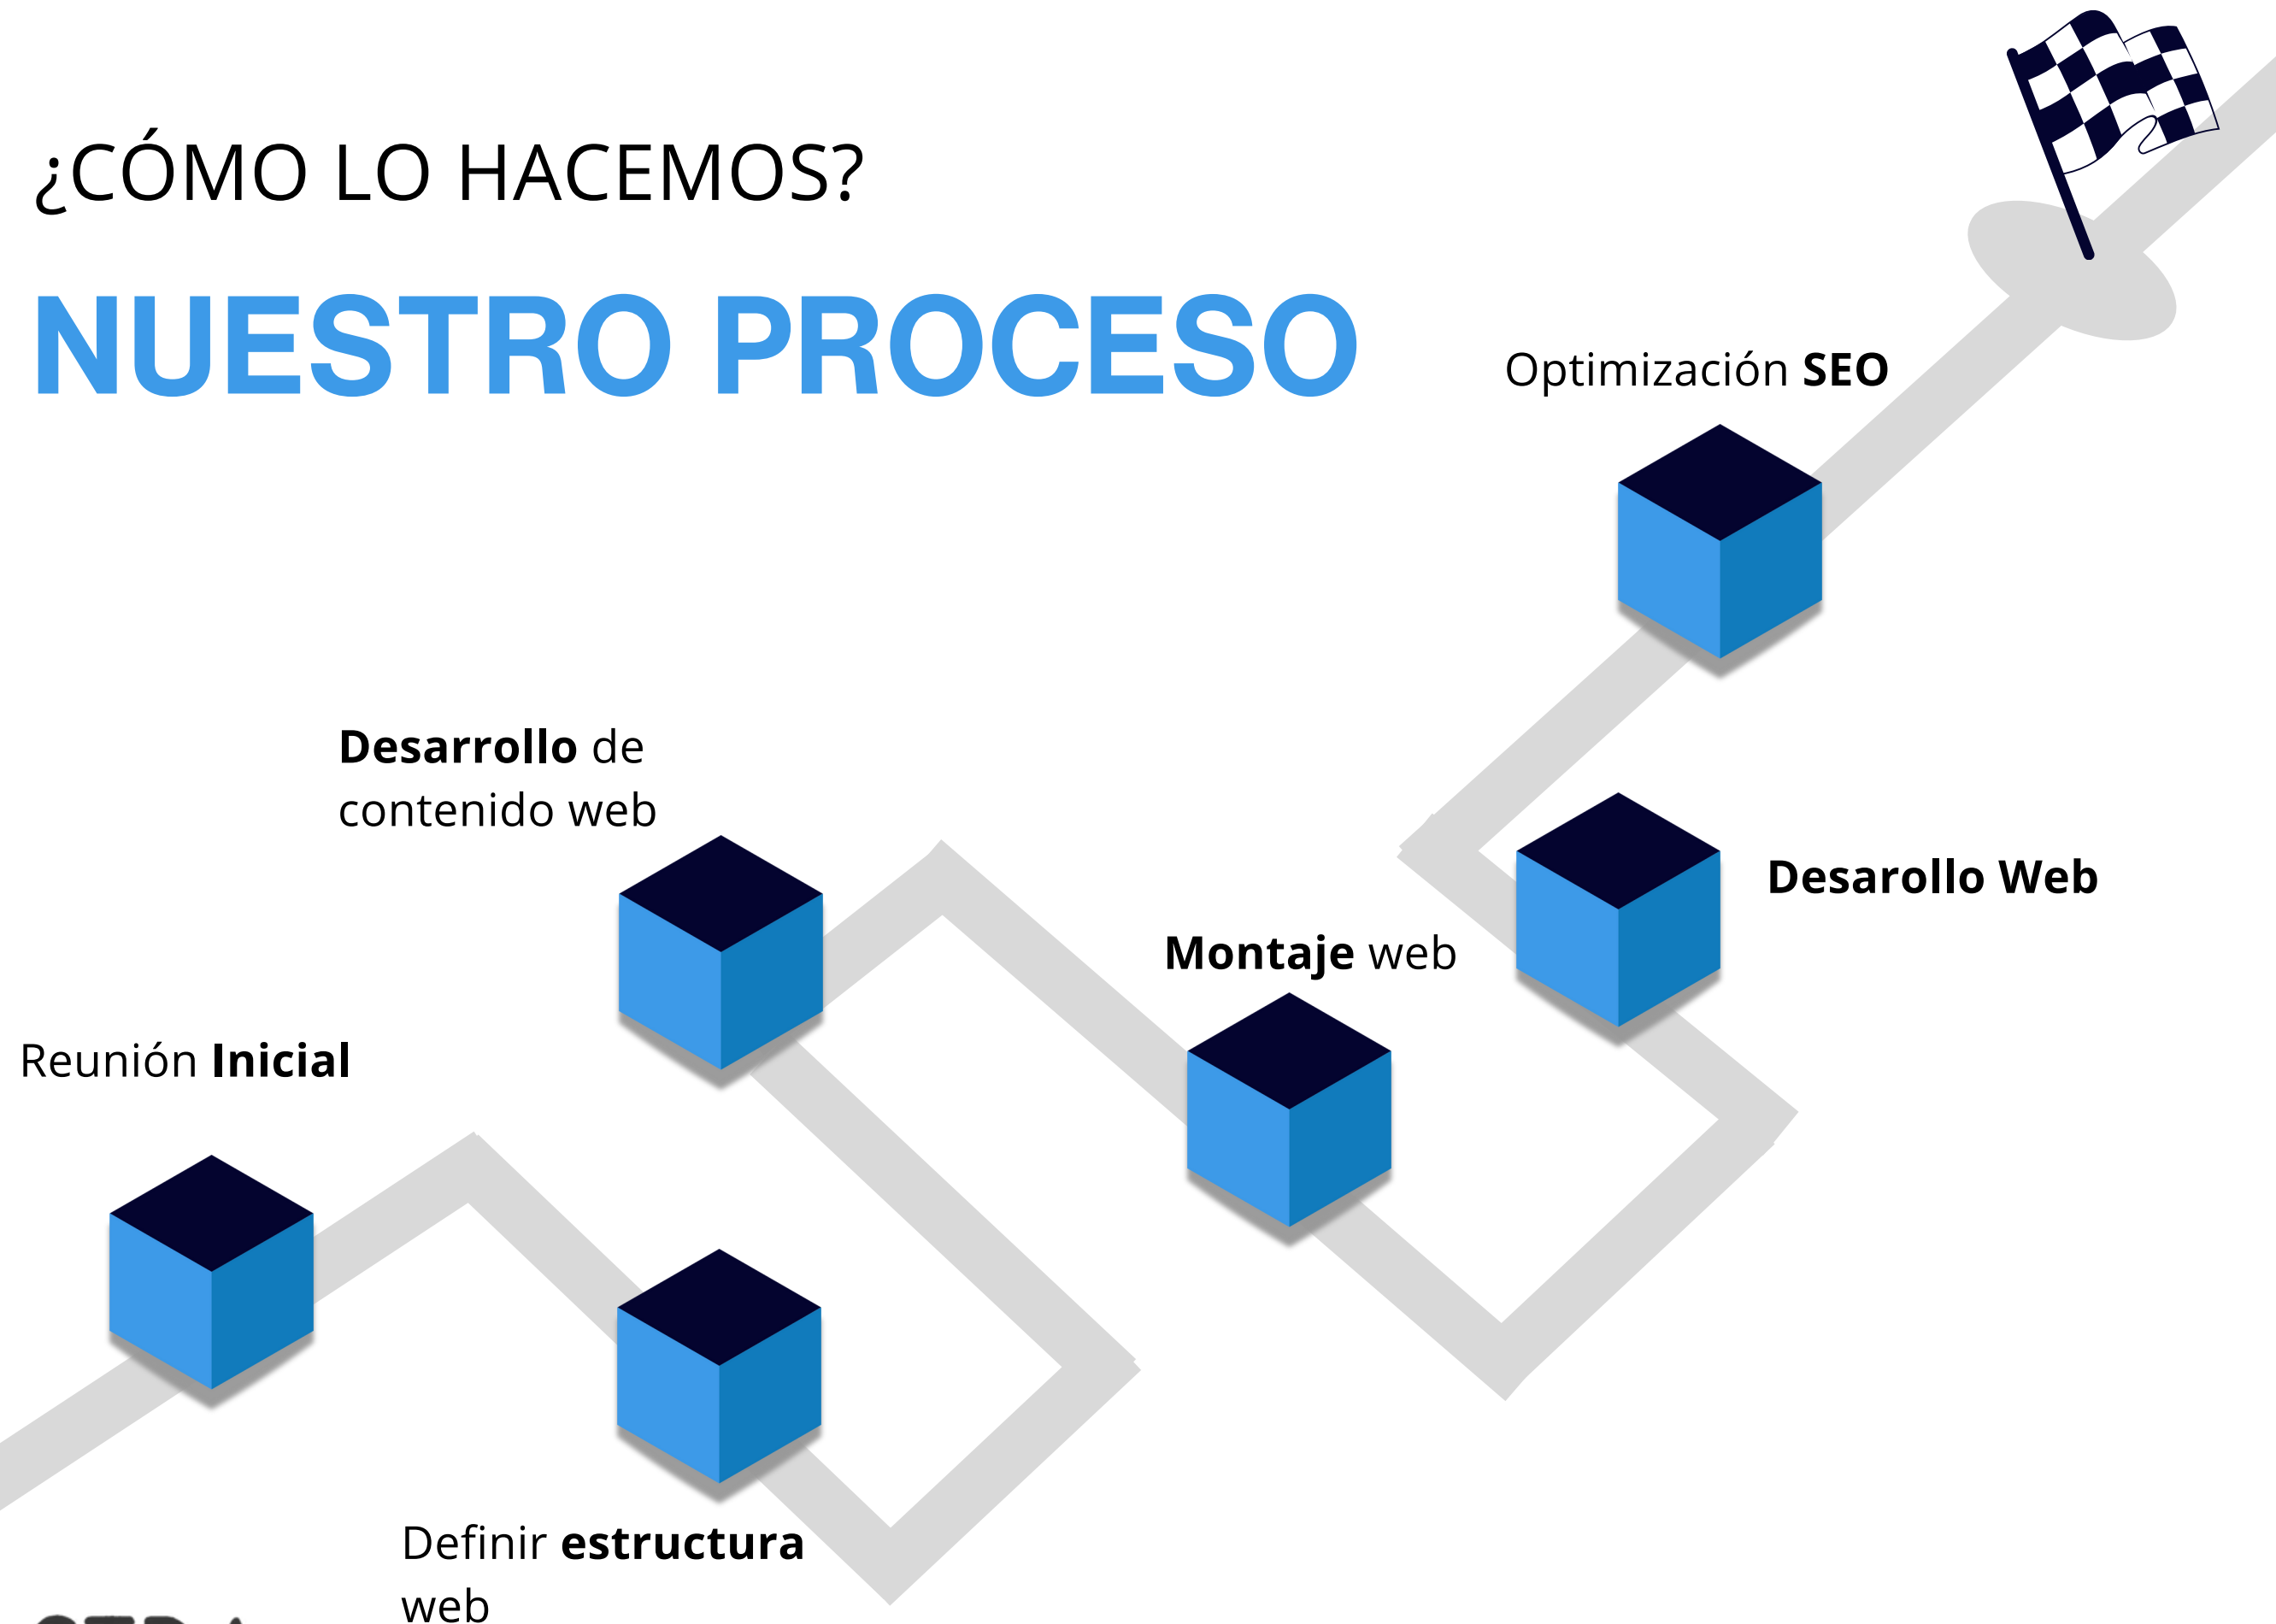 ¿CÓMO LO HACEMOS?
NUESTRO PROCESO
Optimización SEO
Desarrollo de
contenido web
Desarollo Web
Montaje web
Reunión Inicial
Definir estructura
web